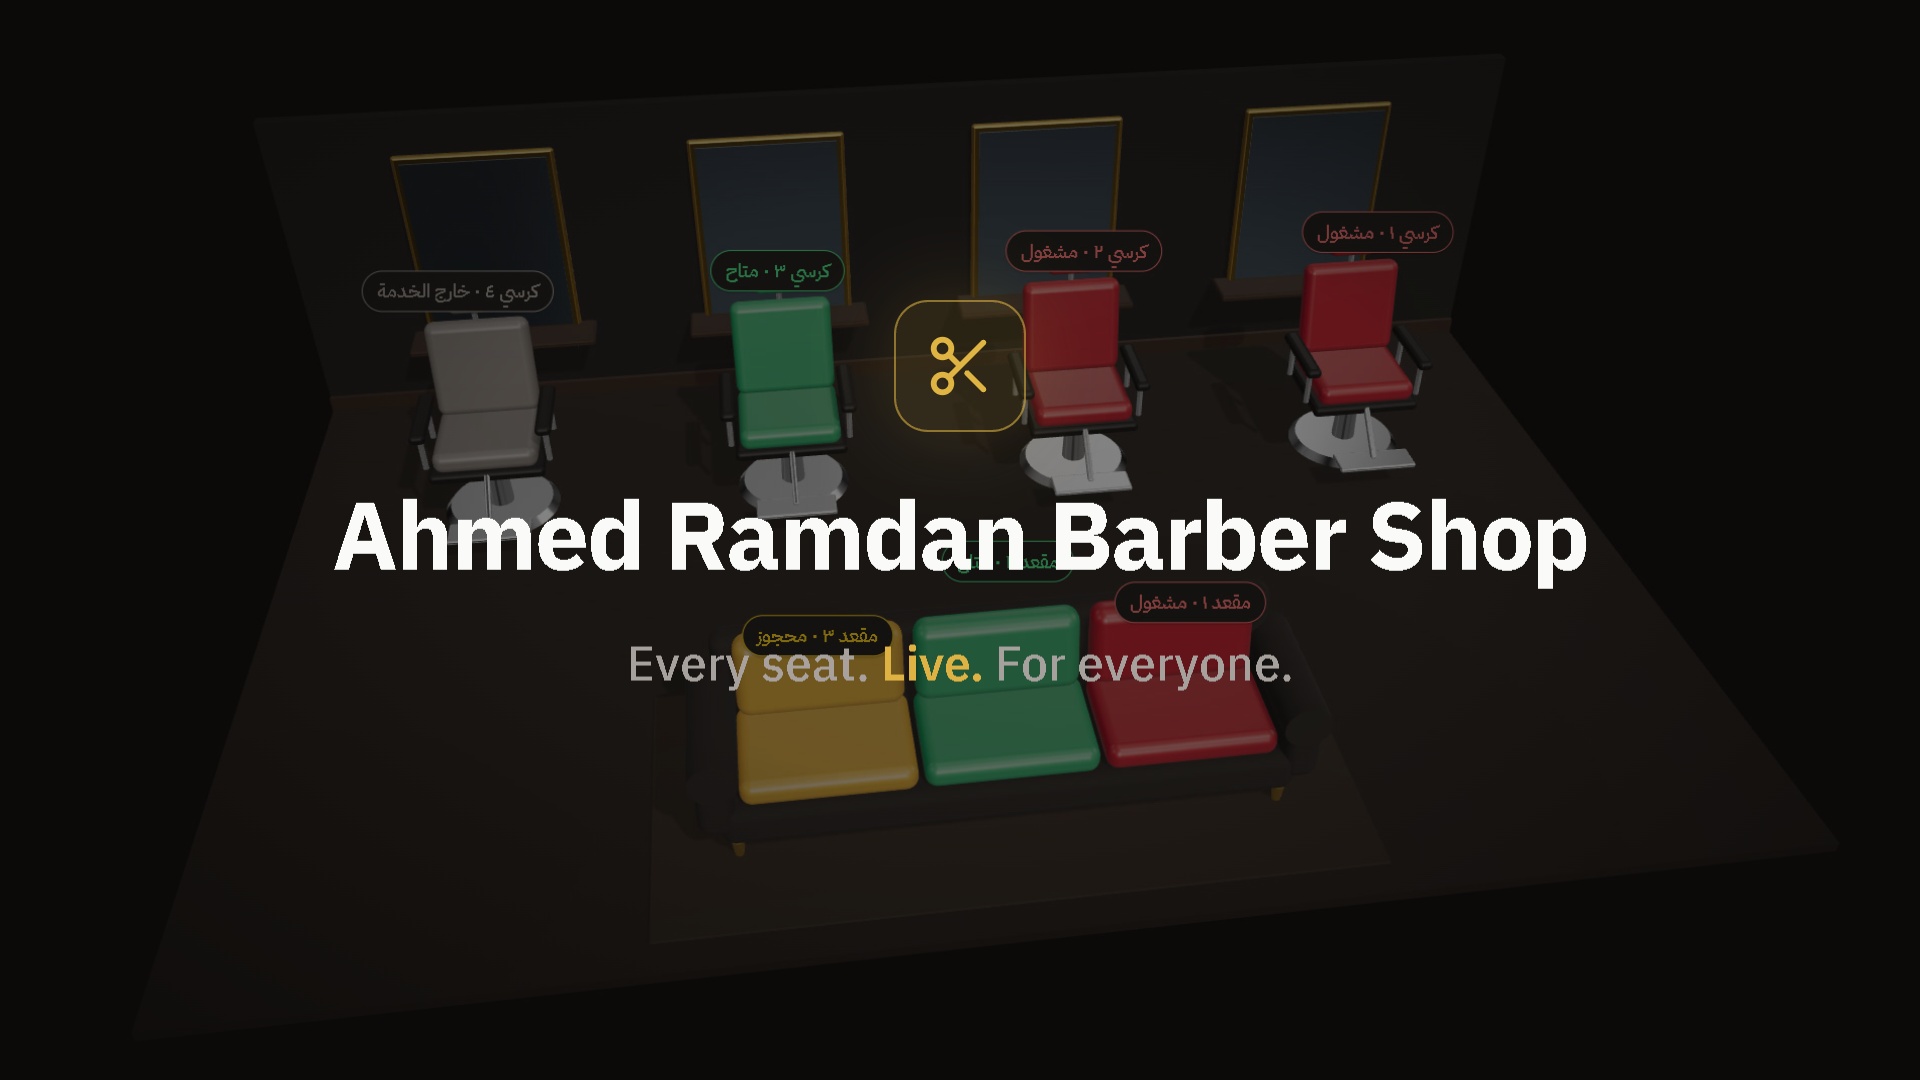 كرسي ١ · مشغول
كرسي ٢ · مشغول
كرسي ٣ · متاح
كرسي ٤ · خارج الخدمة
Ahmed Ramdan Barber Shop
مقعد ١ · مشغول
مقعد ٣ · محجوز
Every seat. Live. For everyone.